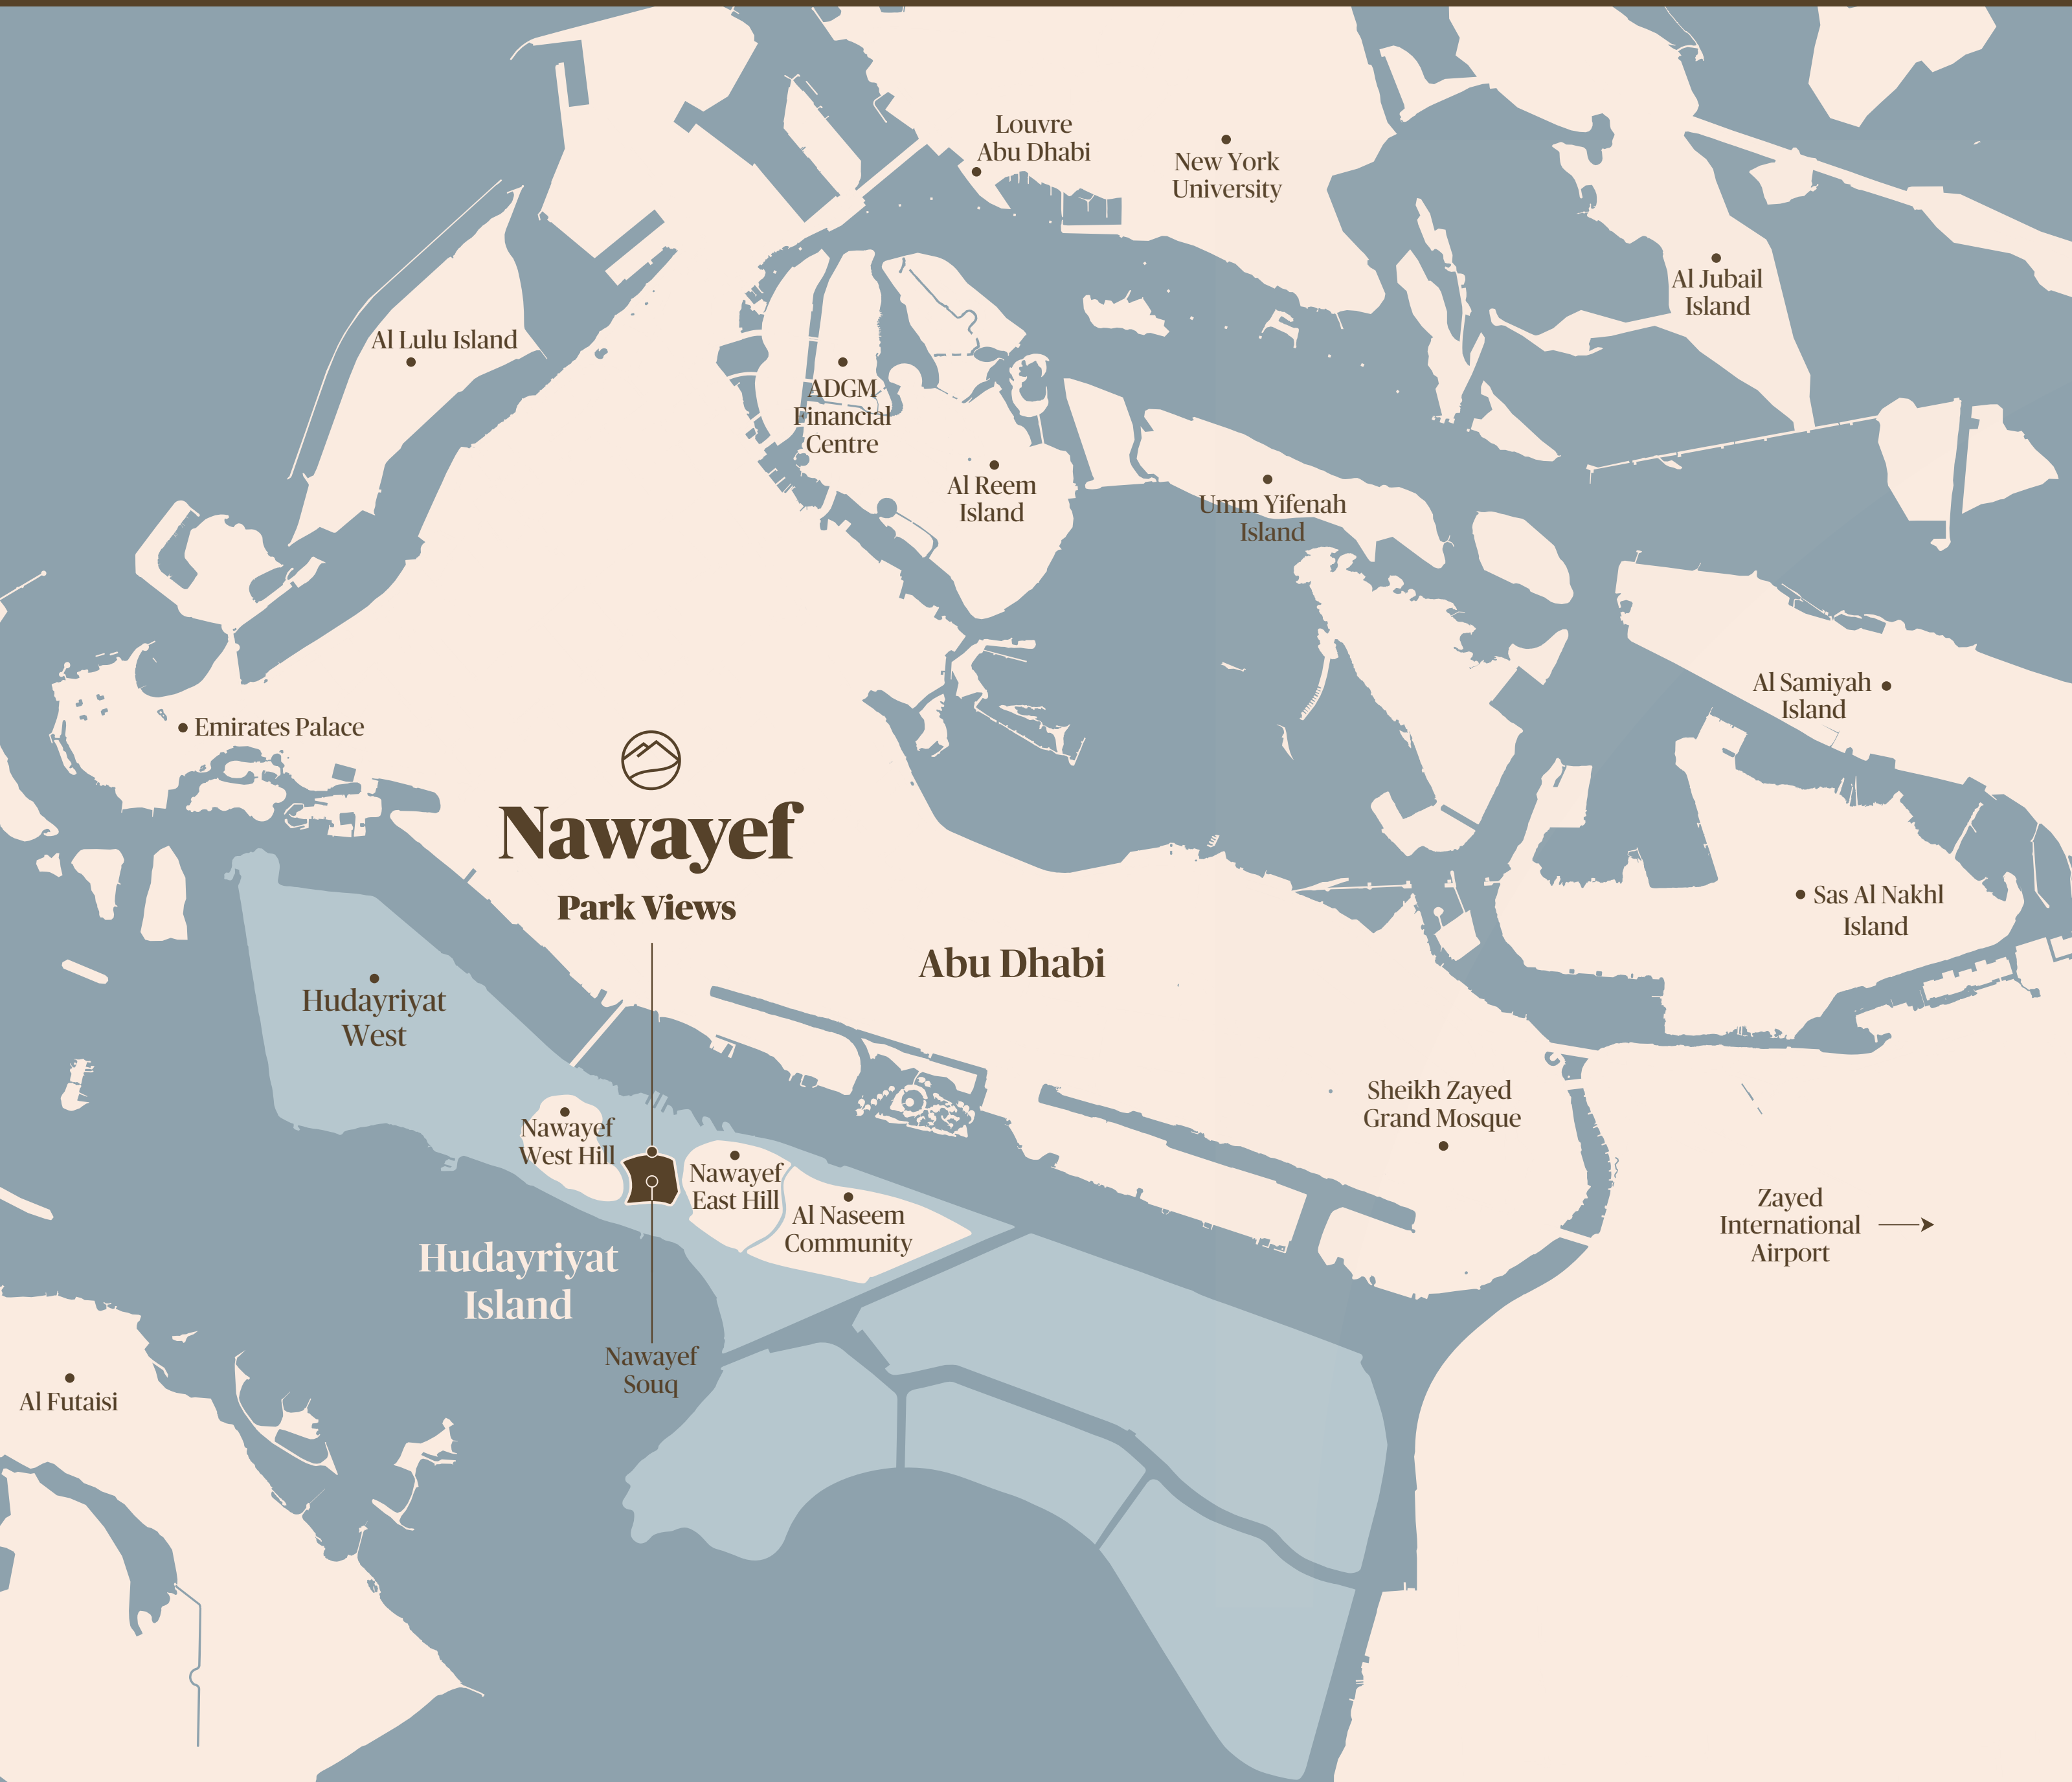 Louvre
Abu Dhabi
New York
University
Al Jubail
Island
Al Lulu Island
ADGM
Financial
Centre
Al Reem
Island
Umm Yifenah
Island
Al Samiyah
Island
Emirates Palace
Nawayef
Park Views
Sas Al Nakhl
Island
Abu Dhabi
Hudayriyat
West
Sheikh Zayed
Grand Mosque
Nawayef
West Hill
Nawayef
East Hill
Al Naseem
Community
Zayed
International
Airport
Hudayriyat
Island
Nawayef
Souq
Al Futaisi